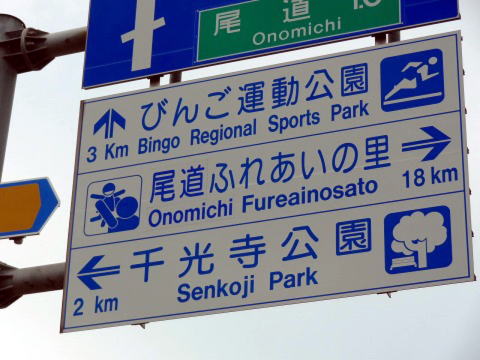 尾道
Onomichi
びんご運動公園
3 Km Bingo Regional Sports Park
尾道ふれあいの里
Onomichi Fureainosato 18 km
千光寺公園
2 km Senkoji Park